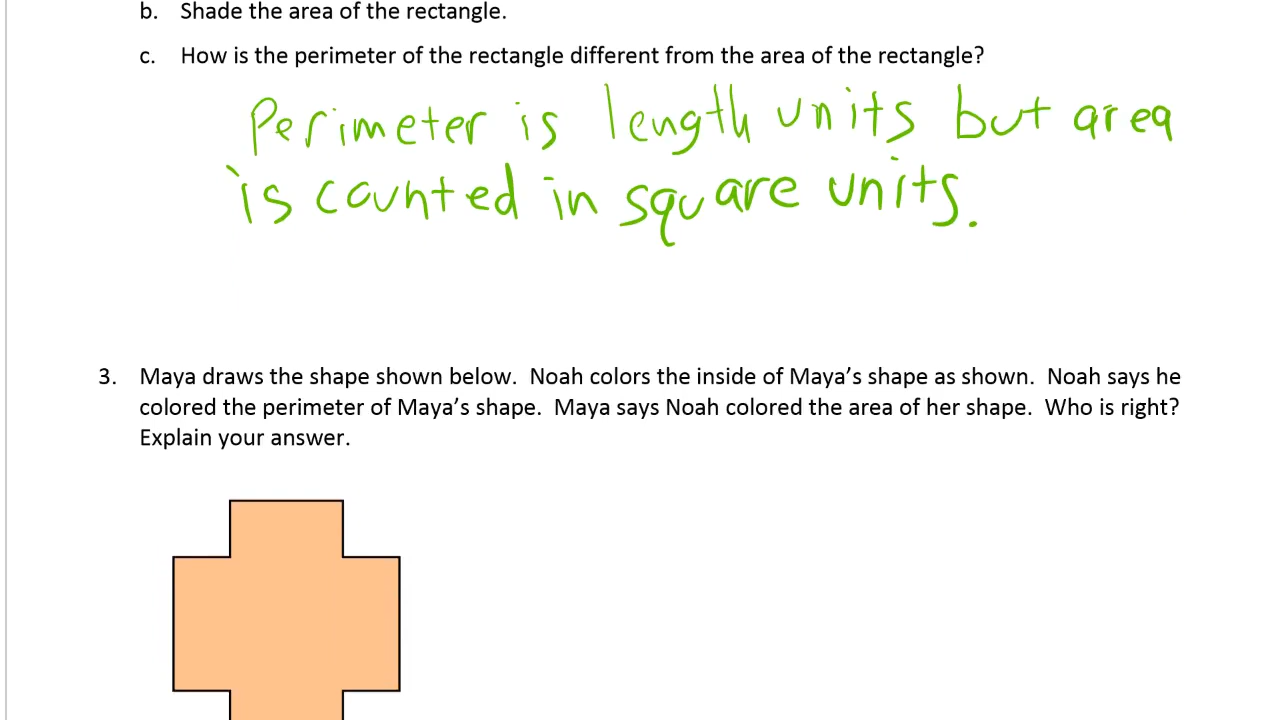 b. Shade the area of the rectangle.
c. How is the perimeter of the rectangle different from the area of the rectangle?
Perimeter is length units but area
is counted in square units.
3. Maya draws the shape shown below. Noah colors the inside of Maya's shape as shown. Noah says he
colored the perimeter of Maya's shape. Maya says Noah colored the area of her shape. Who is right?
Explain your answer.